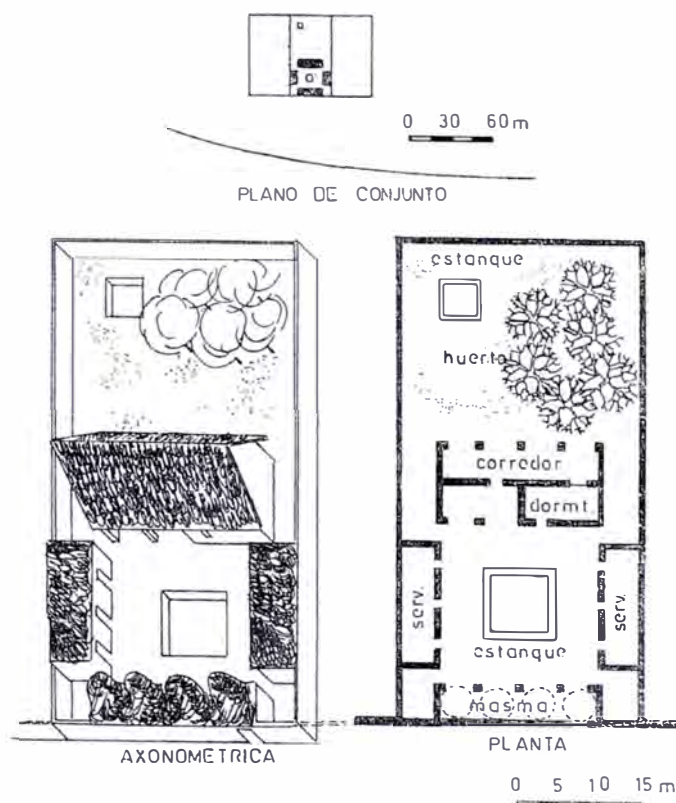 0 30 60 m
PLANO DE CONJUNTO
AXONOMETRICA
estanque
huerto
corredor
dormt.
serv.
serv.
estanque
masma
PLANTA
0 5 10 15 m